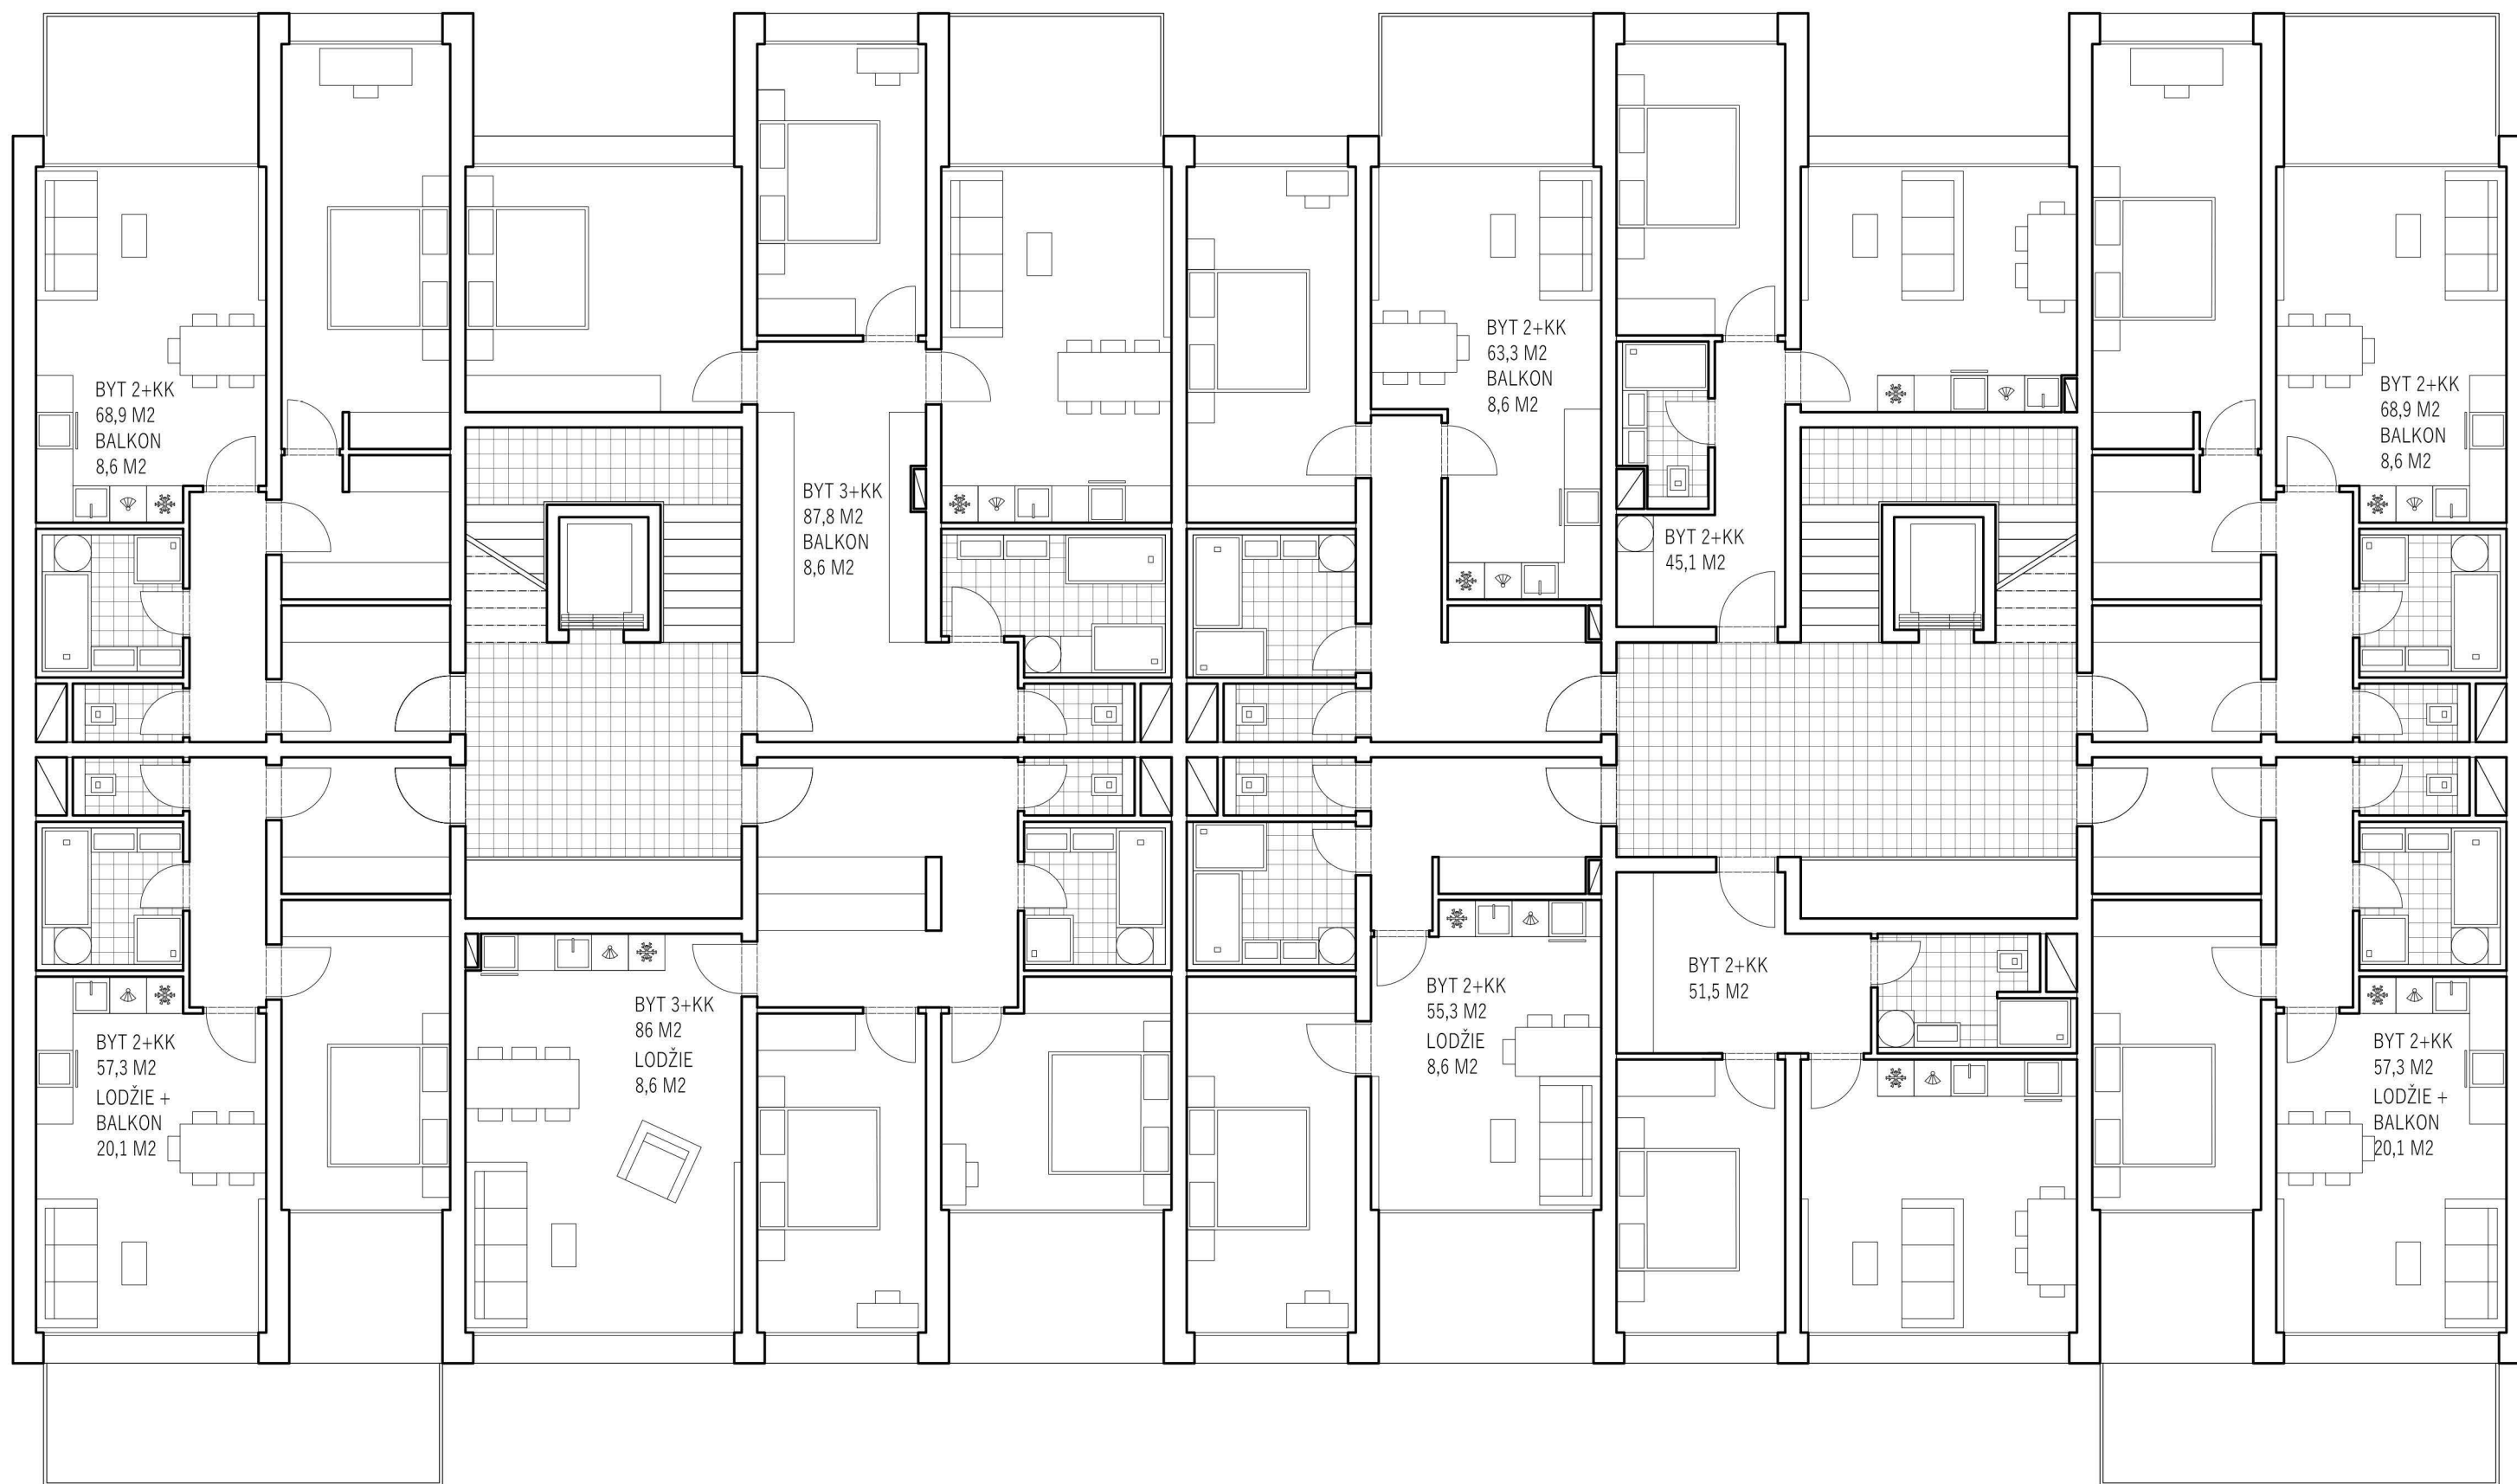 BYT 2+KK
68,9 M2
BALKON
8,6 M2
BYT 3+KK
87,8 M2
BALKON
8,6 M2
BYT 2+KK
63,3 M2
BALKON
8,6 M2
BYT 2+KK
45,1 M2
BYT 2+KK
68,9 M2
BALKON
8,6 M2
BYT 2+KK
57,3 M2
LODŽIE +
BALKON
20,1 M2
BYT 3+KK
86 M2
LODŽIE
8,6 M2
BYT 2+KK
55,3 M2
LODŽIE
8,6 M2
BYT 2+KK
51,5 M2
BYT 2+KK
57,3 M2
LODŽIE +
BALKON
20,1 M2